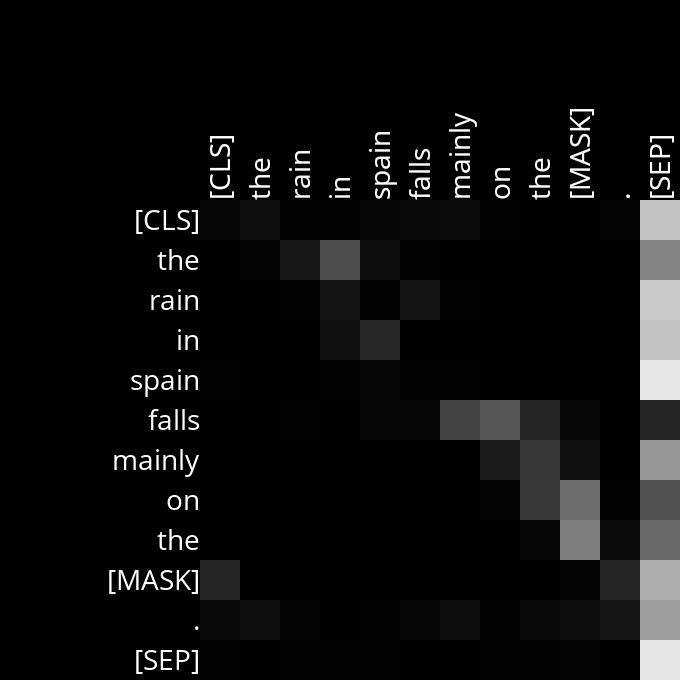 [CLS] the rain in spain falls mainly on the [MASK] . [SEP]
[CLS]
the
rain
in
spain
falls
mainly
on
the
[MASK]
.
[SEP]